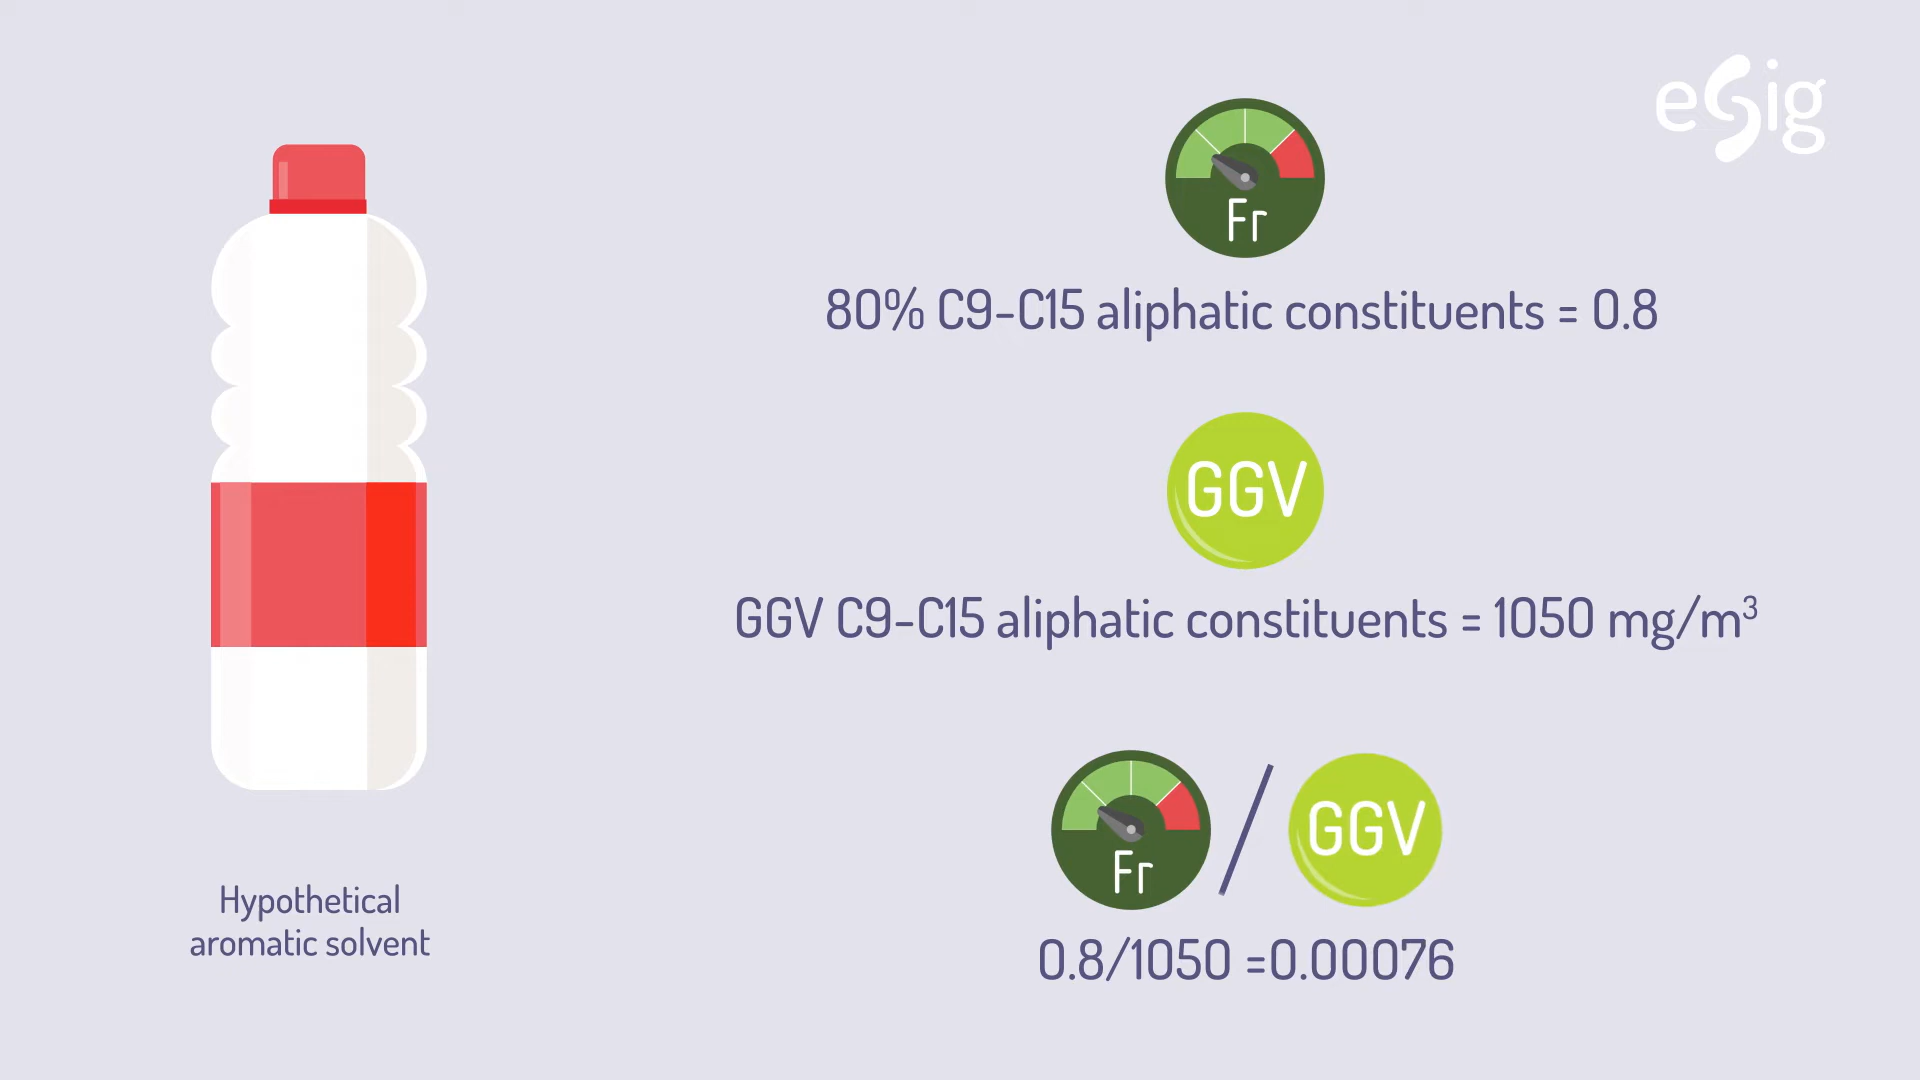 eSig
Fr
80% C9-C15 aliphatic constituents = 0.8
GGV
GGV C9-C15 aliphatic constituents = 1050 mg/m³
Fr / GGV
0.8/1050 =0.00076
Hypothetical
aromatic solvent